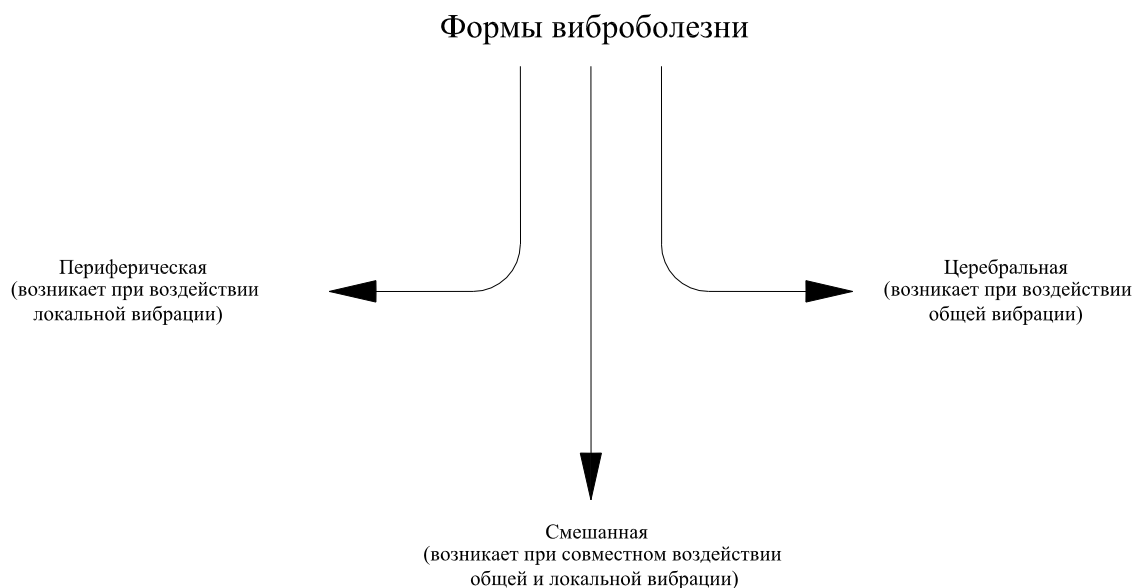 Формы виброболезни
Периферическая
(возникает при воздействии
локальной вибрации)
Церебральная
(возникает при воздействии
общей вибрации)
Смешанная
(возникает при совместном воздействии
общей и локальной вибрации)